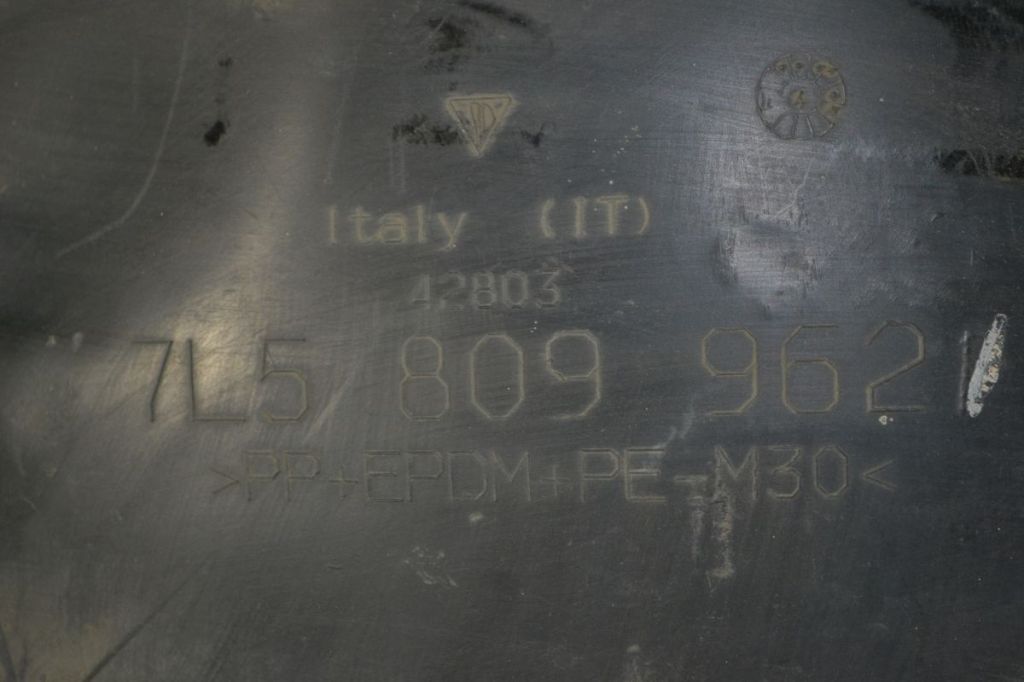 Italy (IT)
42803
7L5 809 962
>PP+EPDM+PE-M30<